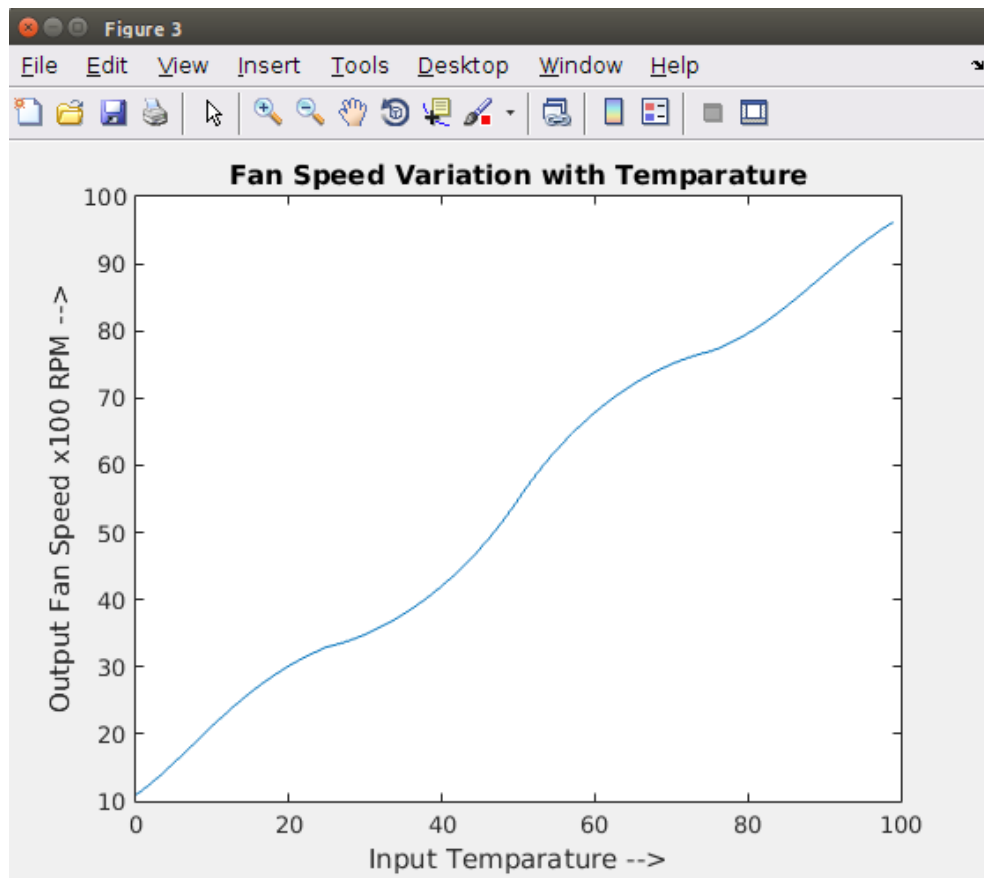 Figure 3
File Edit View Insert Tools Desktop Window Help
Fan Speed Variation with Temparature
100
90
80
70
60
50
40
30
20
10
Output Fan Speed x100 RPM -->
0 20 40 60 80 100
Input Temparature -->